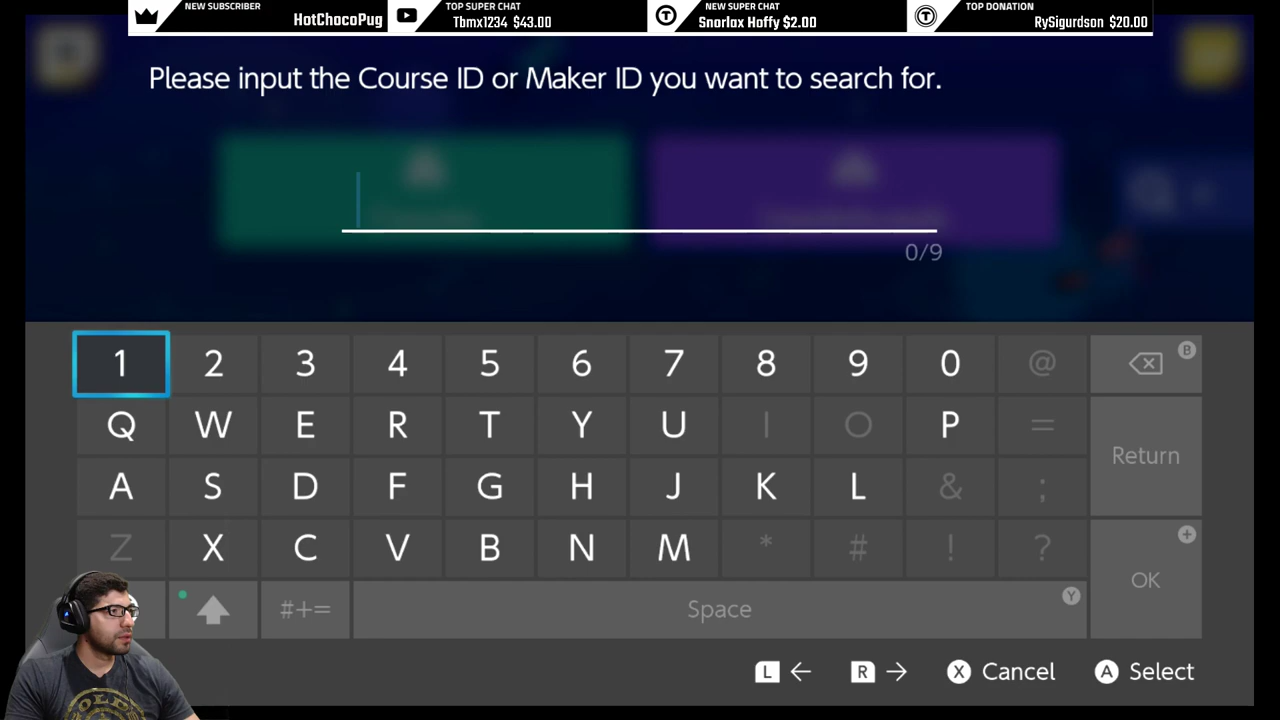 NEW SUBSCRIBER
HotChocoPug
TOP SUPER CHAT
Tbmx1234 $43.00
NEW SUPER CHAT
Snorlax Haffy $2.00
TOP DONATION
RySigurdson $20.00
Please input the Course ID or Maker ID you want to search for.
0/9
1 2 3 4 5 6 7 8 9 0 @ B
Q W E R T Y U I O P =
Return
A S D F G H J K L & ;
Z X C V B N M * # ! ? +
OK
#+= Space Y
L ← R → X Cancel A Select
GOLDS